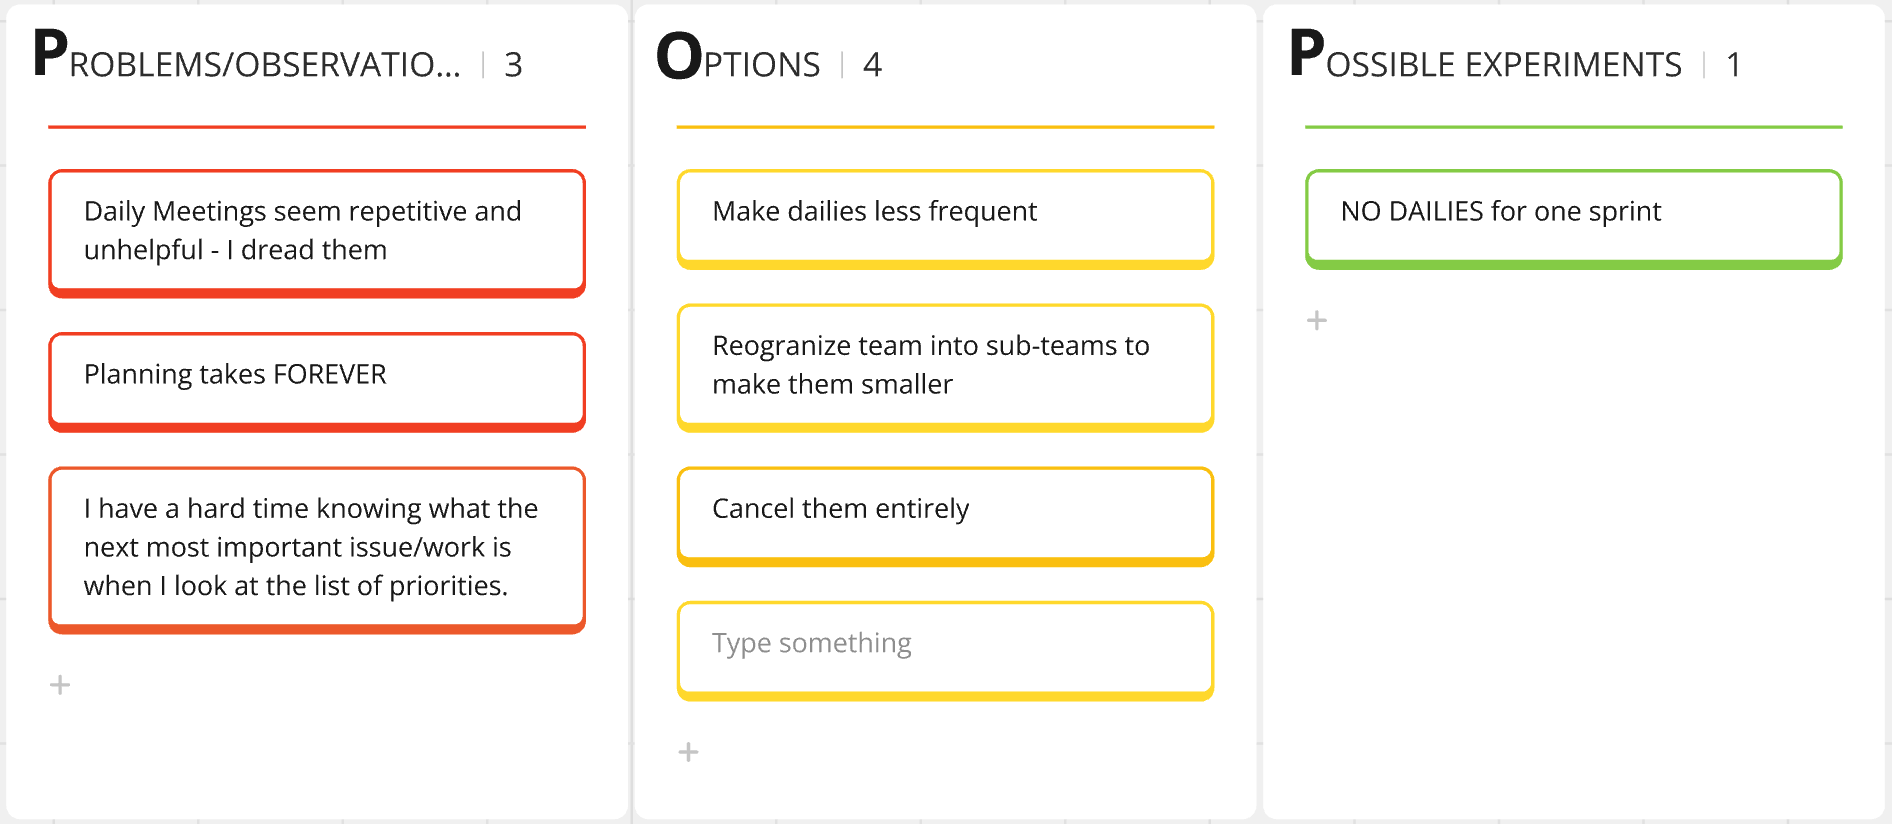 PROBLEMS/OBSERVATIO... | 3
Daily Meetings seem repetitive and
unhelpful - I dread them
Planning takes FOREVER
I have a hard time knowing what the
next most important issue/work is
when I look at the list of priorities.
+
OPTIONS | 4
Make dailies less frequent
Reogranize team into sub-teams to
make them smaller
Cancel them entirely
Type something
+
POSSIBLE EXPERIMENTS | 1
NO DAILIES for one sprint
+